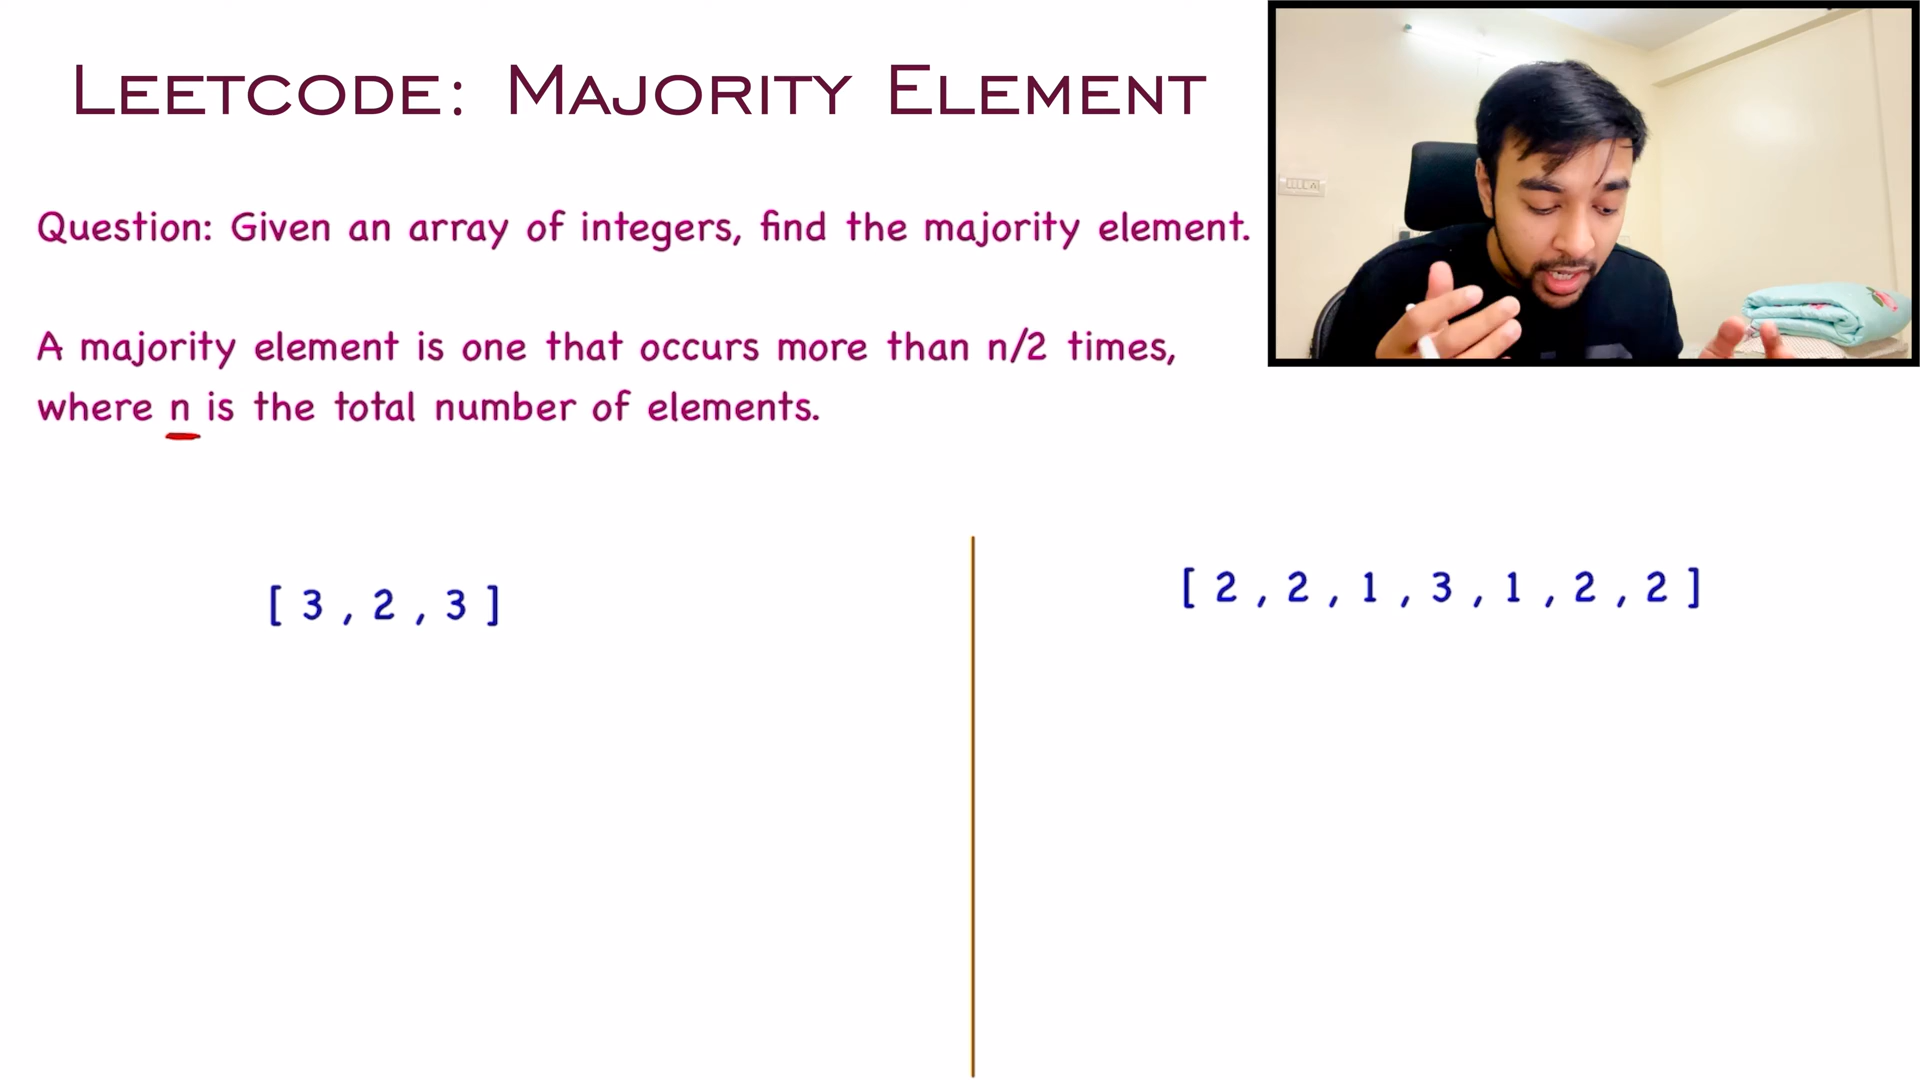 LEETCODE: MAJORITY ELEMENT
Question: Given an array of integers, find the majority element.
A majority element is one that occurs more than n/2 times,
where n is the total number of elements.
[ 3 , 2 , 3 ]
[ 2 , 2 , 1 , 3 , 1 , 2 , 2 ]